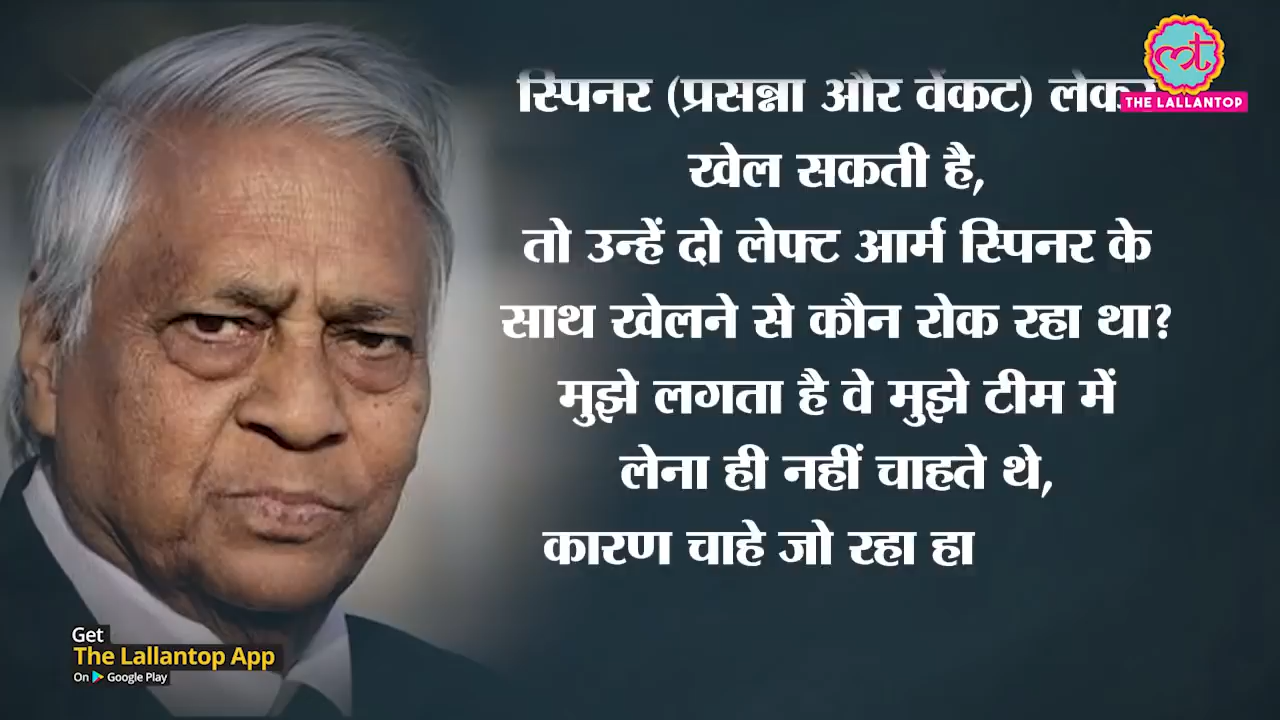 स्पिनर (प्रसन्ना और वेंकट) लेकर
खेल सकती है,
तो उन्हें दो लेफ्ट आर्म स्पिनर के
साथ खेलने से कौन रोक रहा था?
मुझे लगता है वे मुझे टीम में
लेना ही नहीं चाहते थे,
कारण चाहे जो रहा हा
THE LALLANTOP
Get
The Lallantop App
On Google Play